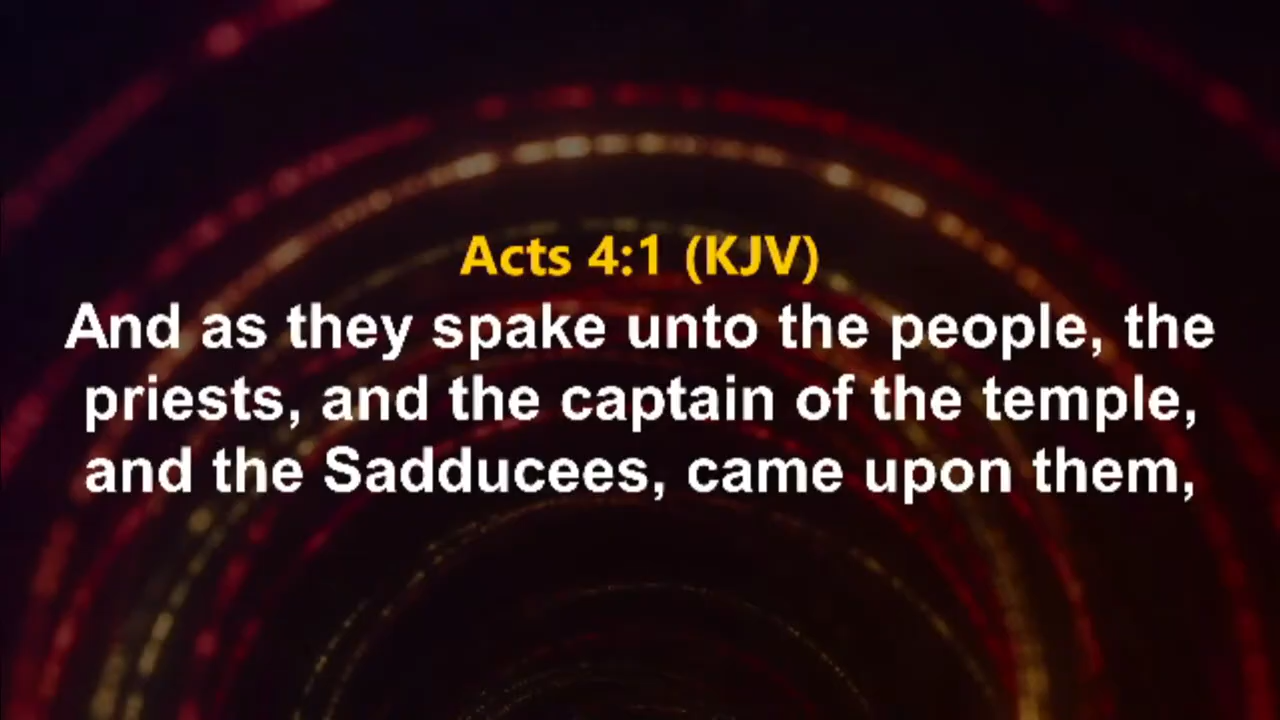 Acts 4:1 (KJV)
And as they spake unto the people, the
priests, and the captain of the temple,
and the Sadducees, came upon them,